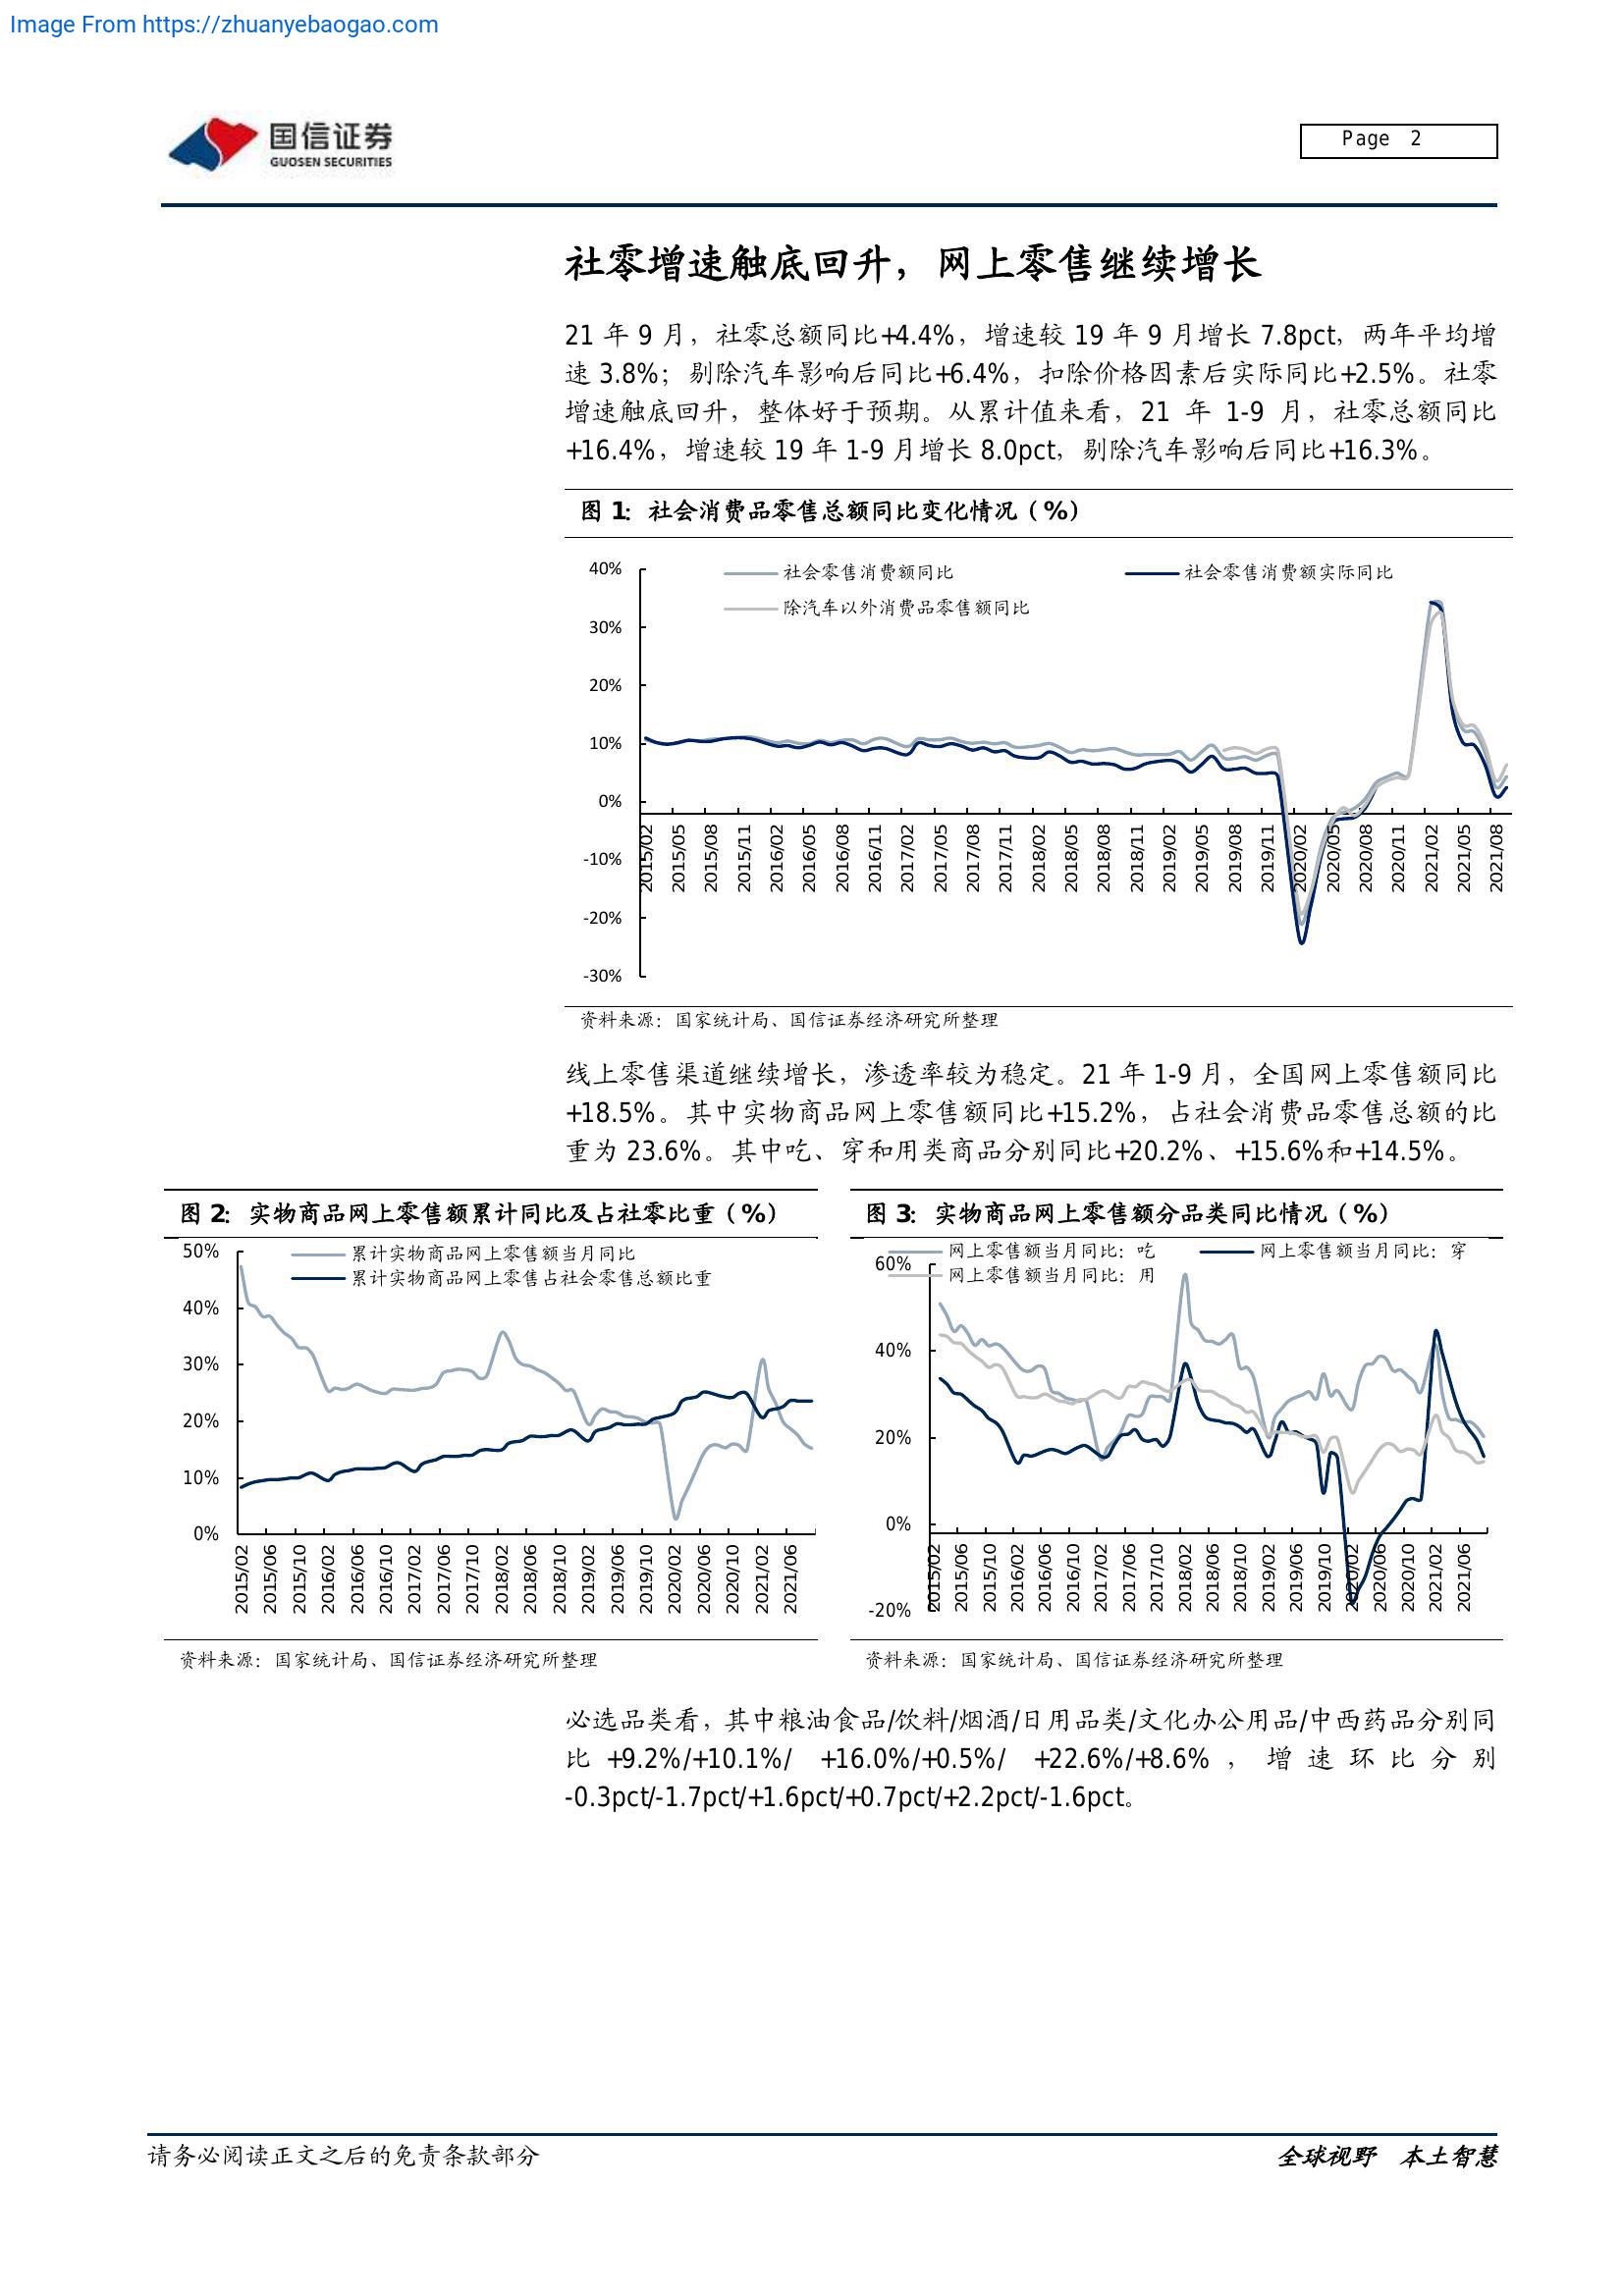 Image From https://zhuanyebaogao.com
国信证券
GUOSEN SECURITIES
Page 2
社零增速触底回升，网上零售继续增长
21 年 9 月，社零总额同比+4.4%，增速较 19 年 9 月增长 7.8pct，两年平均增
速 3.8%；剔除汽车影响后同比+6.4%，扣除价格因素后实际同比+2.5%。社零
增速触底回升，整体好于预期。从累计值来看，21 年 1-9 月，社零总额同比
+16.4%，增速较 19 年 1-9 月增长 8.0pct，剔除汽车影响后同比+16.3%。
图 1：社会消费品零售总额同比变化情况（%）
社会零售消费额同比
社会零售消费额实际同比
除汽车以外消费品零售额同比
40%
30%
20%
10%
0%
-10%
-20%
-30%
2015/02
2015/05
2015/08
2015/11
2016/02
2016/05
2016/08
2016/11
2017/02
2017/05
2017/08
2017/11
2018/02
2018/05
2018/08
2018/11
2019/02
2019/05
2019/08
2019/11
2020/02
2020/05
2020/08
2020/11
2021/02
2021/05
2021/08
资料来源：国家统计局、国信证券经济研究所整理
线上零售渠道继续增长，渗透率较为稳定。21 年 1-9 月，全国网上零售额同比
+18.5%。其中实物商品网上零售额同比+15.2%，占社会消费品零售总额的比
重为 23.6%。其中吃、穿和用类商品分别同比+20.2%、+15.6%和+14.5%。
图 2：实物商品网上零售额累计同比及占社零比重（%）
累计实物商品网上零售额当月同比
累计实物商品网上零售占社会零售总额比重
50%
40%
30%
20%
10%
0%
2015/02
2015/06
2015/10
2016/02
2016/06
2016/10
2017/02
2017/06
2017/10
2018/02
2018/06
2018/10
2019/02
2019/06
2019/10
2020/02
2020/06
2020/10
2021/02
2021/06
资料来源：国家统计局、国信证券经济研究所整理
图 3：实物商品网上零售额分品类同比情况（%）
网上零售额当月同比：吃
网上零售额当月同比：穿
网上零售额当月同比：用
60%
40%
20%
0%
-20%
2015/02
2015/06
2015/10
2016/02
2016/06
2016/10
2017/02
2017/06
2017/10
2018/02
2018/06
2018/10
2019/02
2019/06
2019/10
2020/02
2020/06
2020/10
2021/02
2021/06
资料来源：国家统计局、国信证券经济研究所整理
必选品类看，其中粮油食品/饮料/烟酒/日用品类/文化办公用品/中西药品分别同
比 +9.2%/+10.1%/ +16.0%/+0.5%/ +22.6%/+8.6% ， 增 速 环 比 分 别
-0.3pct/-1.7pct/+1.6pct/+0.7pct/+2.2pct/-1.6pct。
请务必阅读正文之后的免责条款部分
全球视野 本土智慧